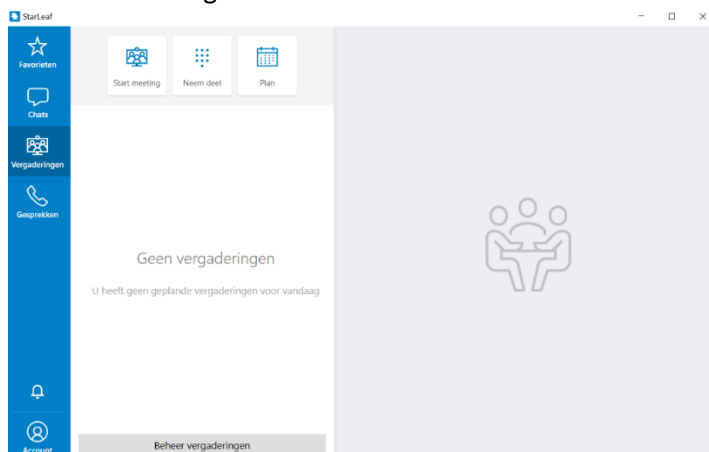 StarLeaf
Favorieten
Chats
Vergaderingen
Gesprekken
Account
Start meeting
Neem deel
Plan
Geen vergaderingen
U heeft geen geplande vergaderingen voor vandaag
Beheer vergaderingen